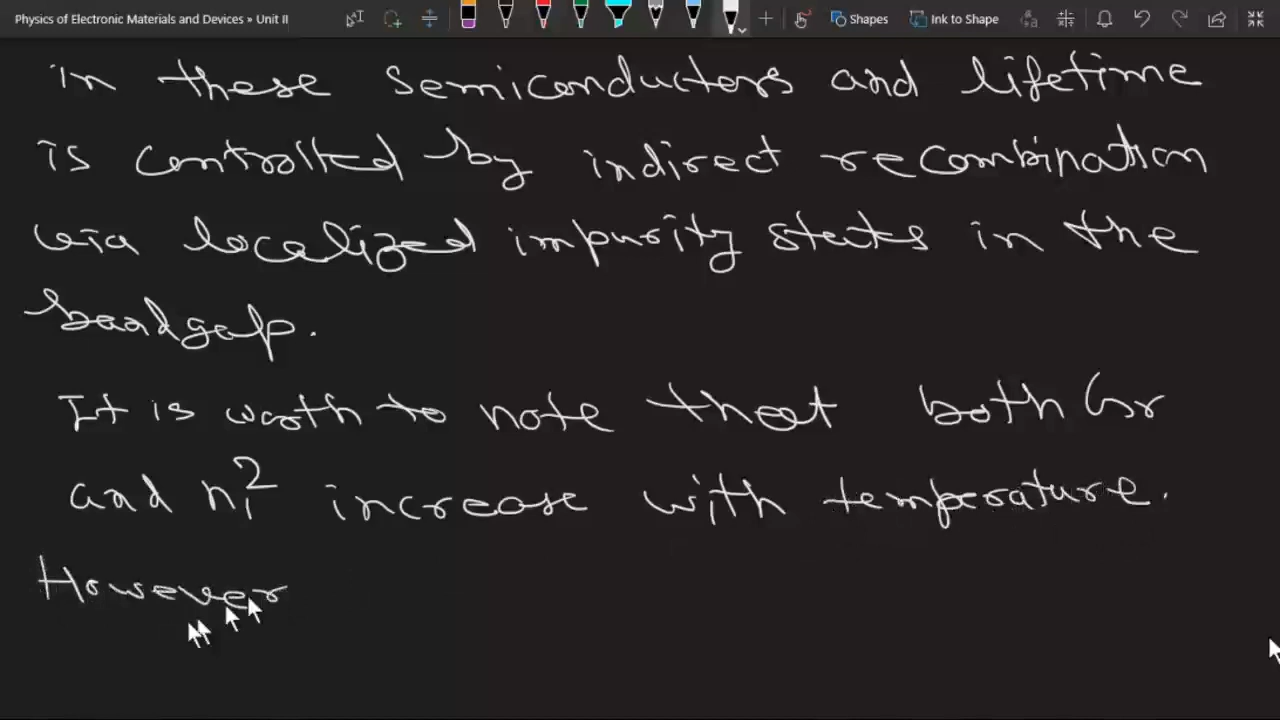 Physics of Electronic Materials and Devices » Unit II
Shapes
Ink to Shape
in these semiconductors and lifetime
is controlled by indirect recombination
via localized impurity states in the
bandgap.
It is worth to note that both Gr
and ni² increase with temperature.
However